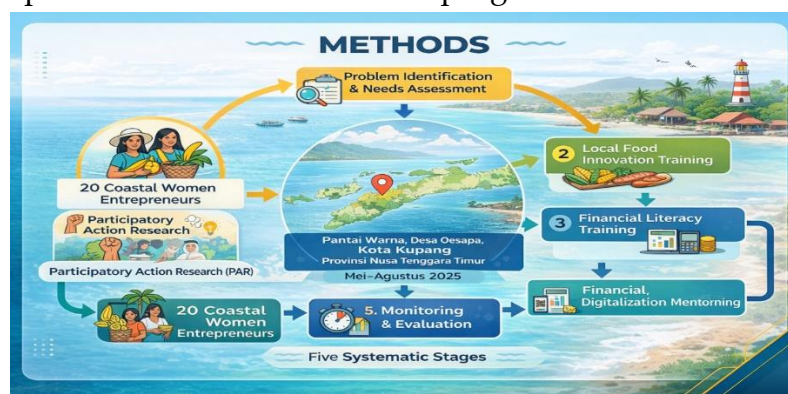 METHODS
Problem Identification
& Needs Assessment
20 Coastal Women
Entrepreneurs
Participatory
Action Research
Participatory Action Research (PAR)
Pantai Warna, Desa Oesapa,
Kota Kupang
Provinsi Nusa Tenggara Timur
Mei–Agustus 2025
2 Local Food
Innovation Training
3 Financial Literacy
Training
Financial,
Digitalization Mentorning
20 Coastal
Women
Entrepreneurs
5. Monitoring
& Evaluation
Five Systematic Stages